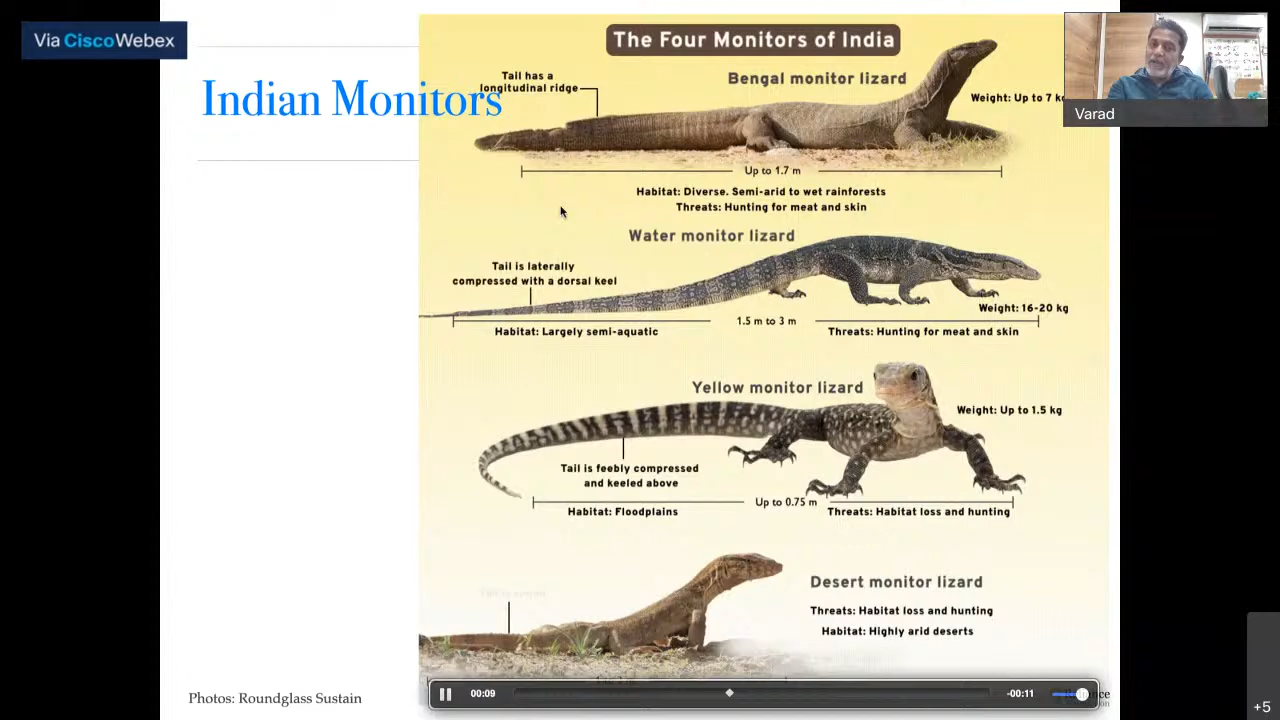 Via CiscoWebex
Indian Monitors
The Four Monitors of India
Bengal monitor lizard
Tail has a
longitudinal ridge
Weight: Up to 7
Varad
Up to 1.7 m
Habitat: Diverse. Semi-arid to wet rainforests
Threats: Hunting for meat and skin
Water monitor lizard
Tail is laterally
compressed with a dorsal keel
Weight: 16-20 kg
1.5 m to 3 m
Habitat: Largely semi-aquatic
Threats: Hunting for meat and skin
Yellow monitor lizard
Weight: Up to 1.5 kg
Tail is feebly compressed
and keeled above
Up to 0.75 m
Habitat: Floodplains
Threats: Habitat loss and hunting
Desert monitor lizard
Threats: Habitat loss and hunting
Habitat: Highly arid deserts
Photos: Roundglass Sustain
00:09
-00:11
+5